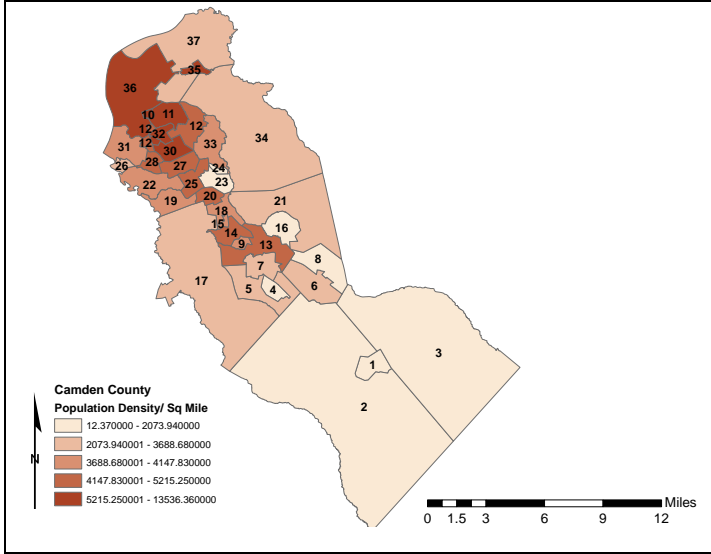 37
35
36
10 11
12 12
32
34
12 33
31 30
26 28 27 24
22 25 23
19 20
18 21
15 16
14
9 13
7 8
17
5 4 6
3
1
2
Camden County
Population Density/ Sq Mile
12.370000 - 2073.940000
2073.940001 - 3688.680000
3688.680001 - 4147.830000
4147.830001 - 5215.250000
5215.250001 - 13536.360000
N
Miles
0 1.5 3 6 9 12